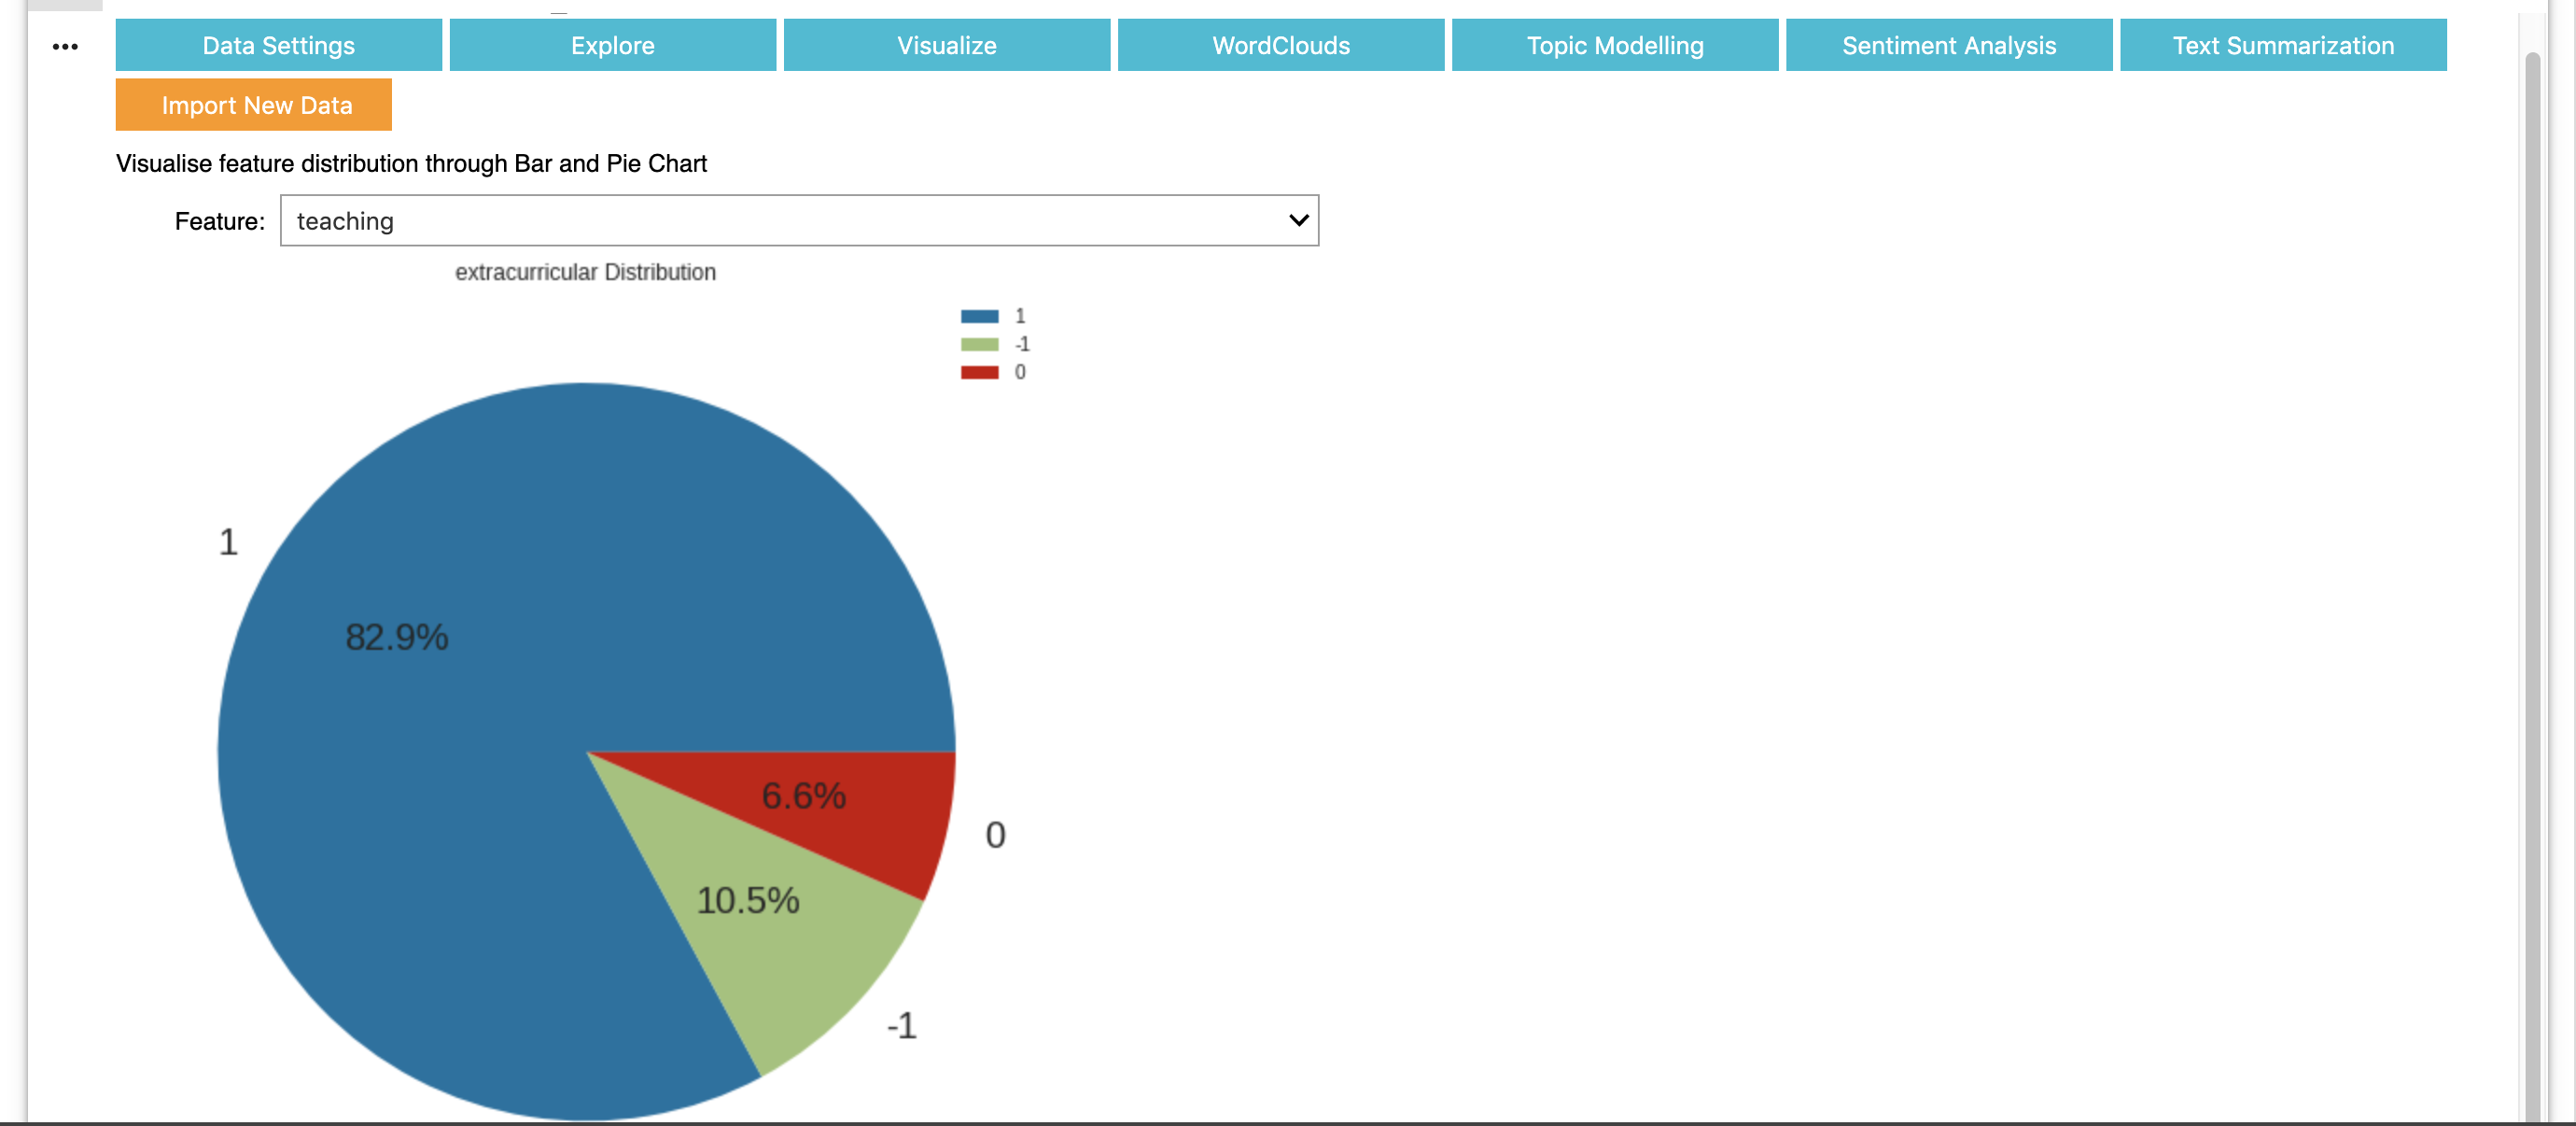 Data Settings Explore Visualize WordClouds Topic Modelling Sentiment Analysis Text Summarization
Import New Data
Visualise feature distribution through Bar and Pie Chart
Feature: teaching
extracurricular Distribution
1
-1
0
1
82.9%
6.6%
0
10.5%
-1